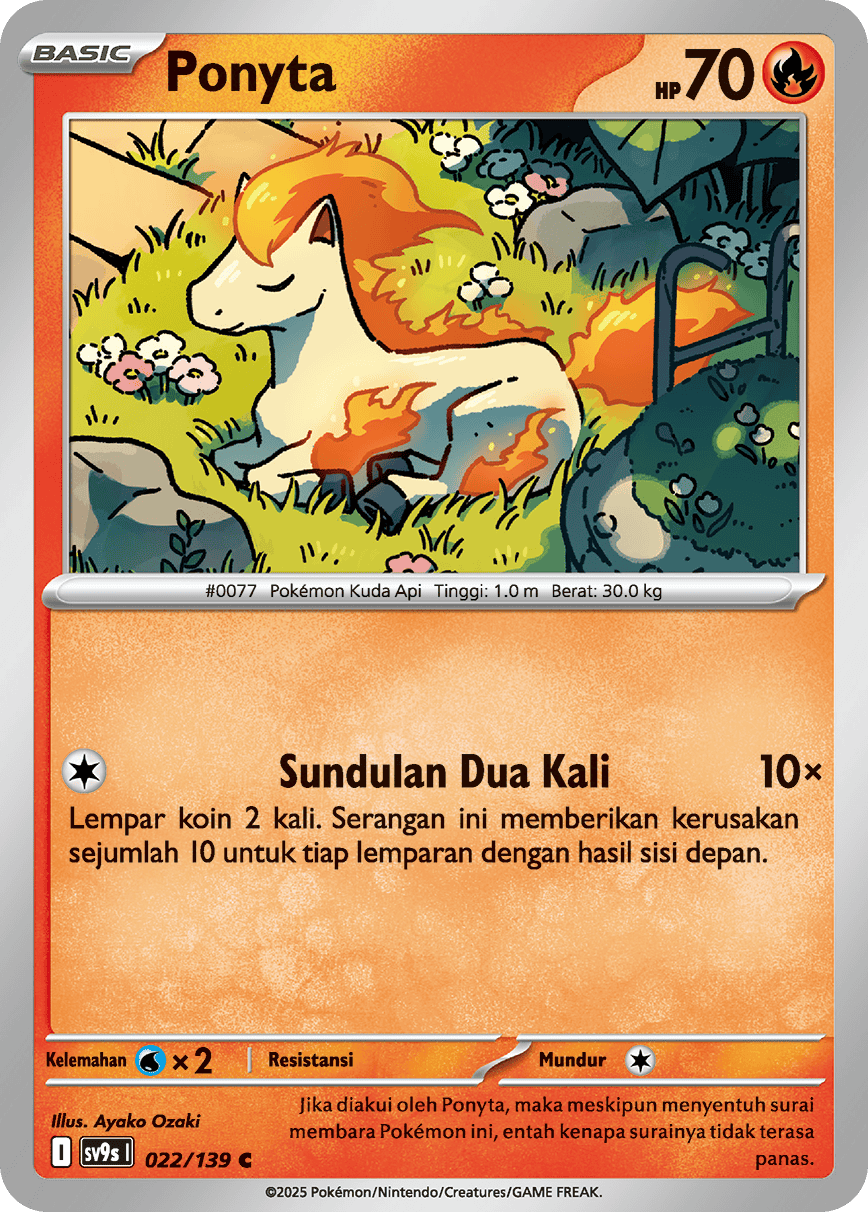 BASIC
Ponyta
HP 70
#0077 Pokémon Kuda Api Tinggi: 1.0 m Berat: 30.0 kg
Sundulan Dua Kali 10×
Lempar koin 2 kali. Serangan ini memberikan kerusakan
sejumlah 10 untuk tiap lemparan dengan hasil sisi depan.
Kelemahan ×2 Resistansi Mundur
Illus. Ayako Ozaki
Jika diakui oleh Ponyta, maka meskipun menyentuh surai
membara Pokémon ini, entah kenapa surainya tidak terasa
panas.
I sv9s I 022/139 C
©2025 Pokémon/Nintendo/Creatures/GAME FREAK.